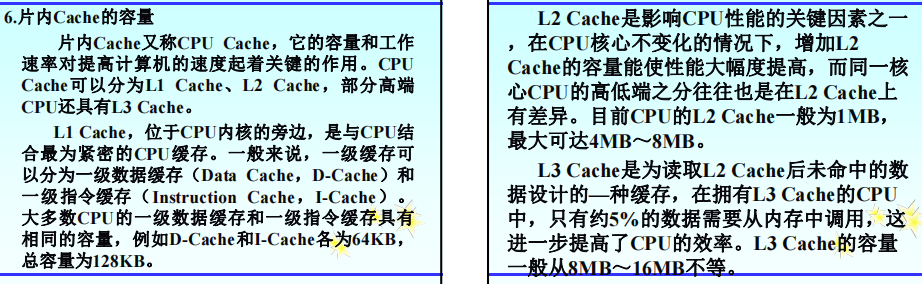 6.片内Cache的容量
片内Cache又称CPU Cache，它的容量和工作
速率对提高计算机的速度起着关键的作用。CPU
Cache可以分为L1 Cache、L2 Cache，部分高端
CPU还具有L3 Cache。
L1 Cache，位于CPU内核的旁边，是与CPU结
合最为紧密的CPU缓存。一般来说，一级缓存可
以分为一级数据缓存（Data Cache，D-Cache）和
一级指令缓存（Instruction Cache，I-Cache）。
大多数CPU的一级数据缓存和一级指令缓存具有
相同的容量，例如D-Cache和I-Cache各为64KB，
总容量为128KB。
L2 Cache是影响CPU性能的关键因素之一
，在CPU核心不变化的情况下，增加L2
Cache的容量能使性能大幅度提高，而同一核
心CPU的高低端之分往往也是在L2 Cache上
有差异。目前CPU的L2 Cache一般为1MB，
最大可达4MB～8MB。
L3 Cache是为读取L2 Cache后未命中的数
据设计的—种缓存，在拥有L3 Cache的CPU
中，只有约5%的数据需要从内存中调用，这
进一步提高了CPU的效率。L3 Cache的容量
一般从8MB～16MB不等。